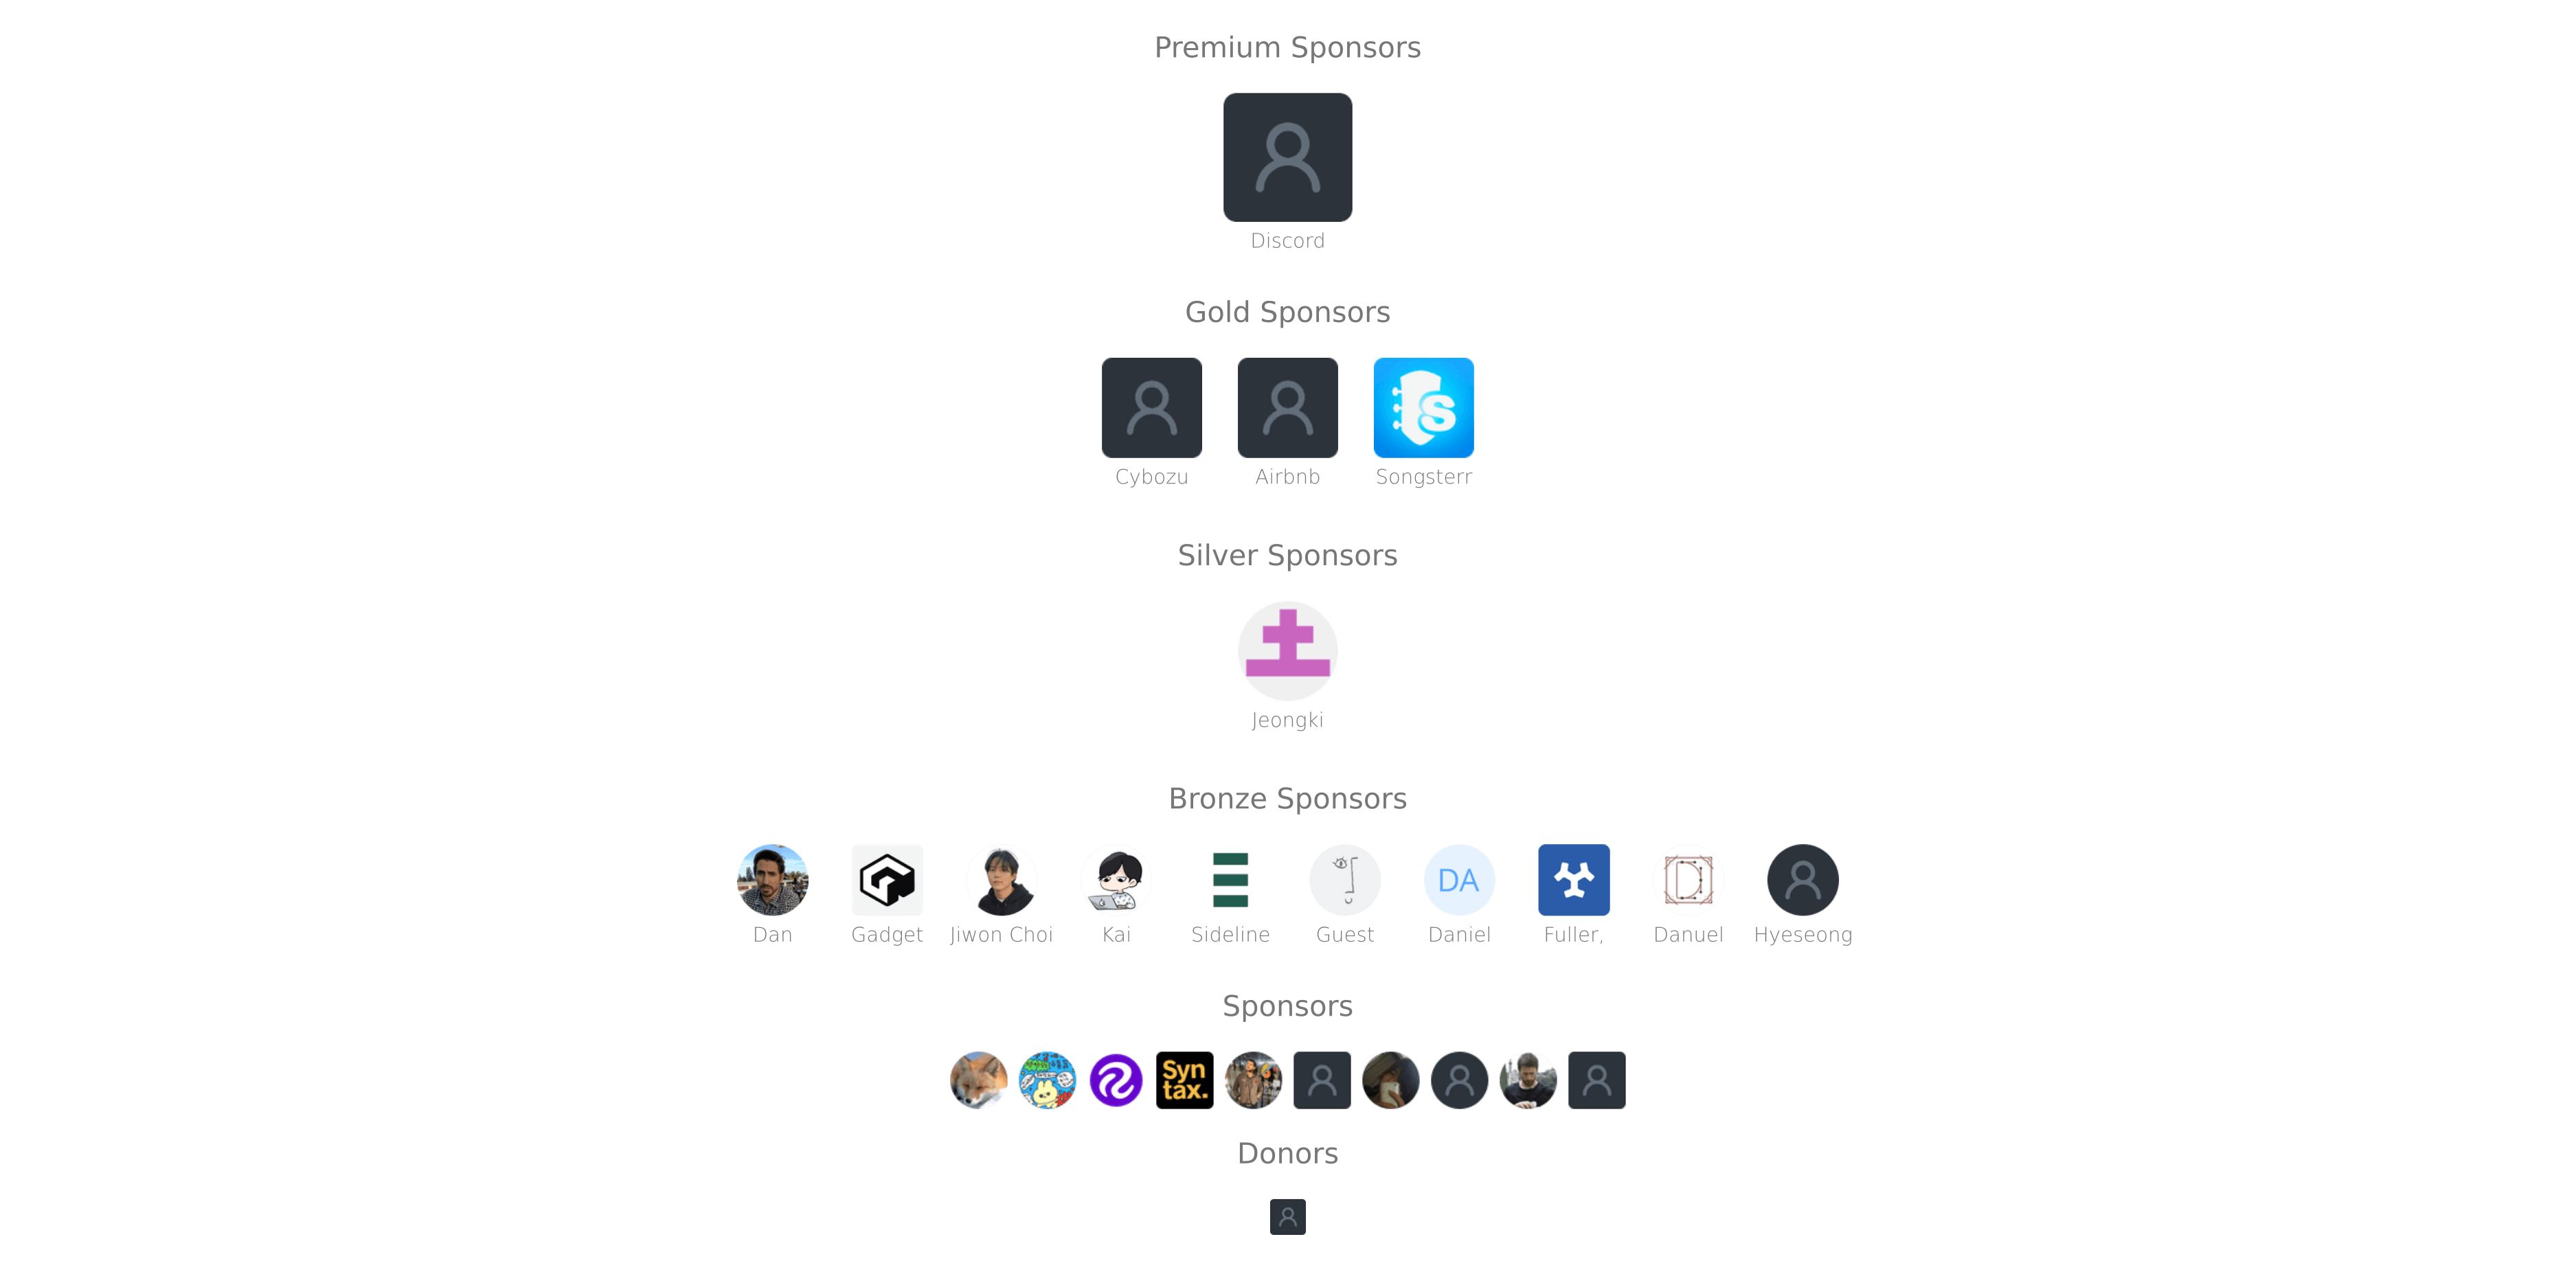 Premium Sponsors
Discord
Gold Sponsors
Cybozu Airbnb Songsterr
Silver Sponsors
Jeongki
Bronze Sponsors
DA
Dan Gadget Jiwon Choi Kai Sideline Guest Daniel Fuller, Danuel Hyeseong
Sponsors
Syn
tax.
Donors